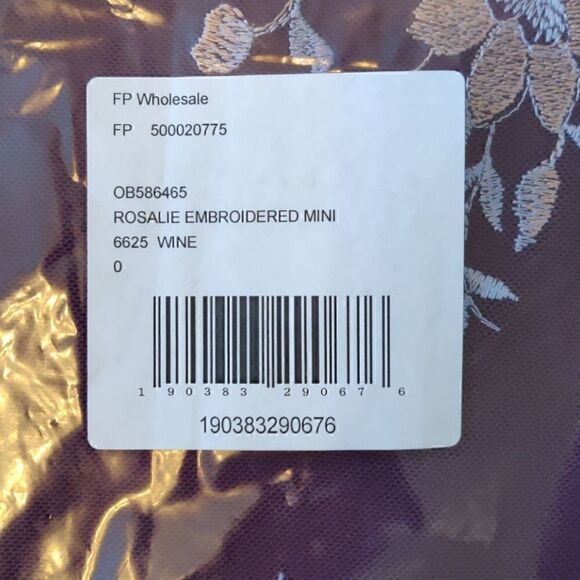 FP Wholesale
FP 500020775
OB586465
ROSALIE EMBROIDERED MINI
6625 WINE
0
1 90383 29067 6
190383290676